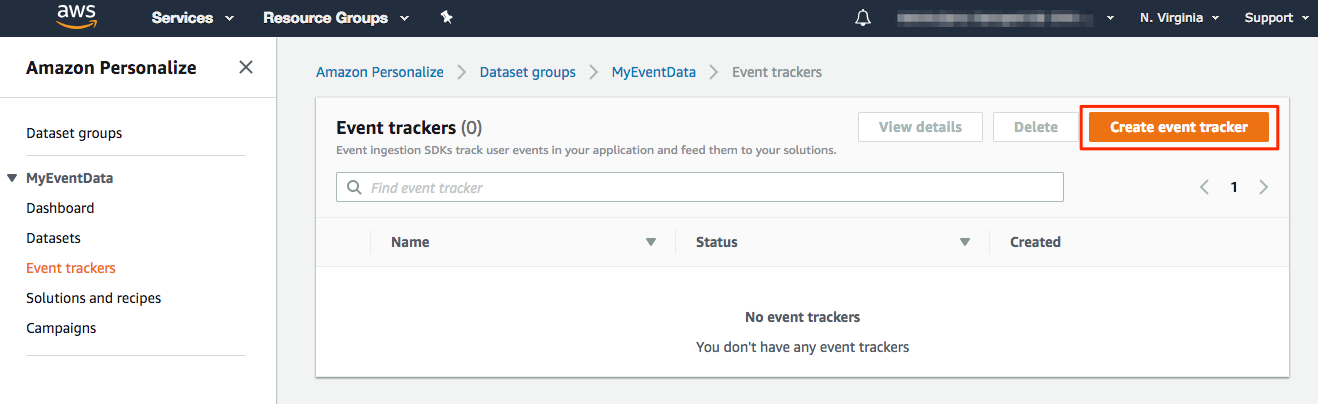 aws Services Resource Groups N. Virginia Support
Amazon Personalize
Dataset groups
MyEventData
Dashboard
Datasets
Event trackers
Solutions and recipes
Campaigns
Amazon Personalize Dataset groups MyEventData Event trackers
Event trackers (0) View details Delete Create event tracker
Event ingestion SDKs track user events in your application and feed them to your solutions.
Find event tracker 1
Name Status Created
No event trackers
You don't have any event trackers